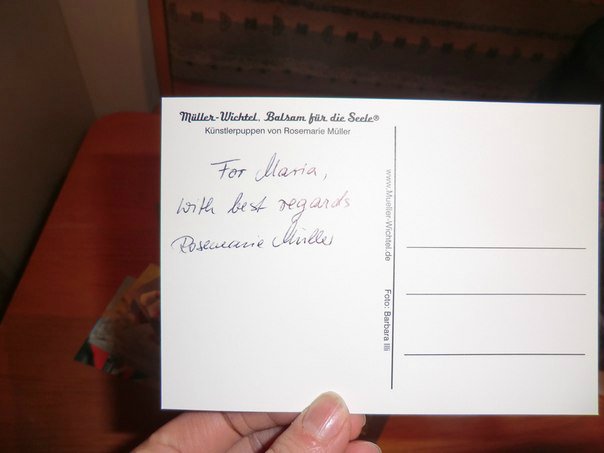 Müller-Wichtel, Balsam für die Seele®
Künstlerpuppen von Rosemarie Müller
For Maria,
with best regards
Rosemarie Müller
www.Mueller-Wichtel.de
Foto: Barbara Illi